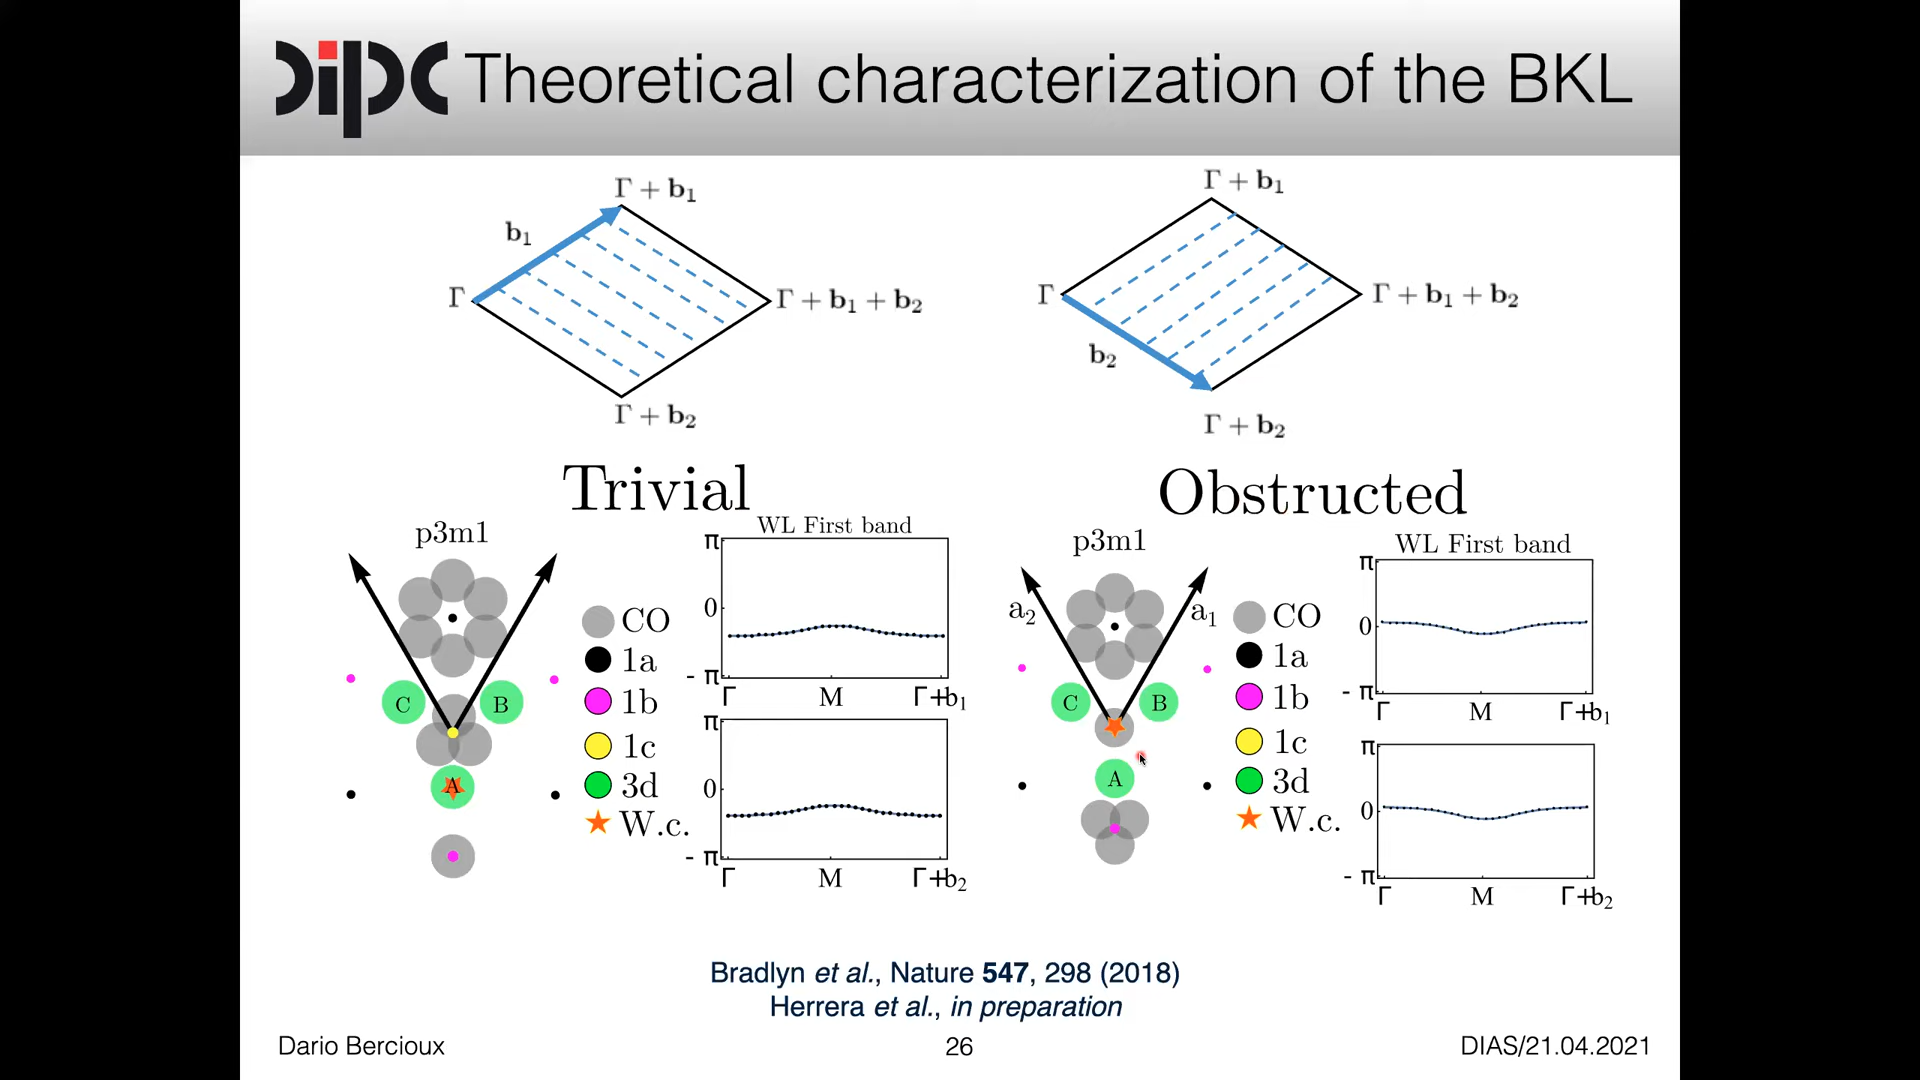 dipc Theoretical characterization of the BKL
Γ + b₁
b₁
Γ
Γ + b₁ + b₂
Γ + b₂
Γ + b₁
Γ
Γ + b₁ + b₂
b₂
Γ + b₂
Trivial
p3m1
C
B
A
CO
1a
1b
1c
3d
W.c.
WL First band
π
0
- π
Γ M Γ+b₁
π
0
- π
Γ M Γ+b₂
Obstructed
p3m1
a₂
a₁
C
B
A
CO
1a
1b
1c
3d
W.c.
WL First band
π
0
- π
Γ M Γ+b₁
π
0
- π
Γ M Γ+b₂
Bradlyn et al., Nature 547, 298 (2018)
Herrera et al., in preparation
Dario Bercioux
26
DIAS/21.04.2021